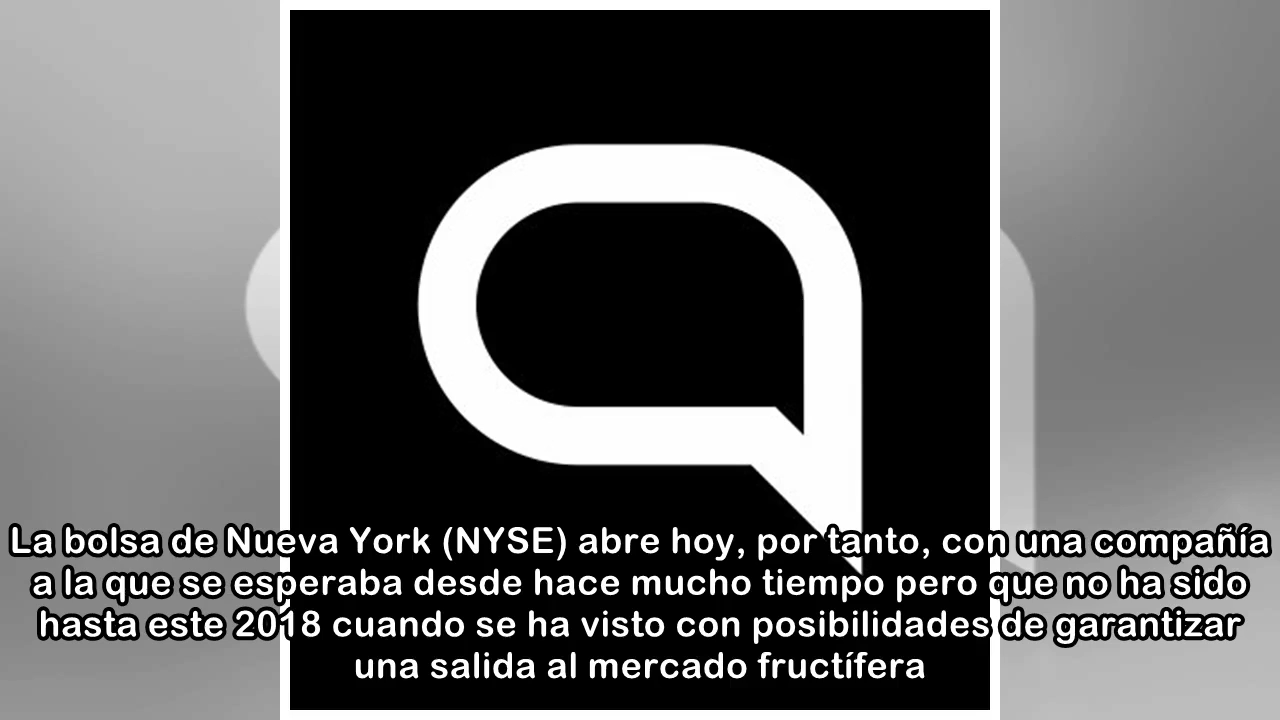 La bolsa de Nueva York (NYSE) abre hoy, por tanto, con una compañía
a la que se esperaba desde hace mucho tiempo pero que no ha sido
hasta este 2018 cuando se ha visto con posibilidades de garantizar
una salida al mercado fructífera